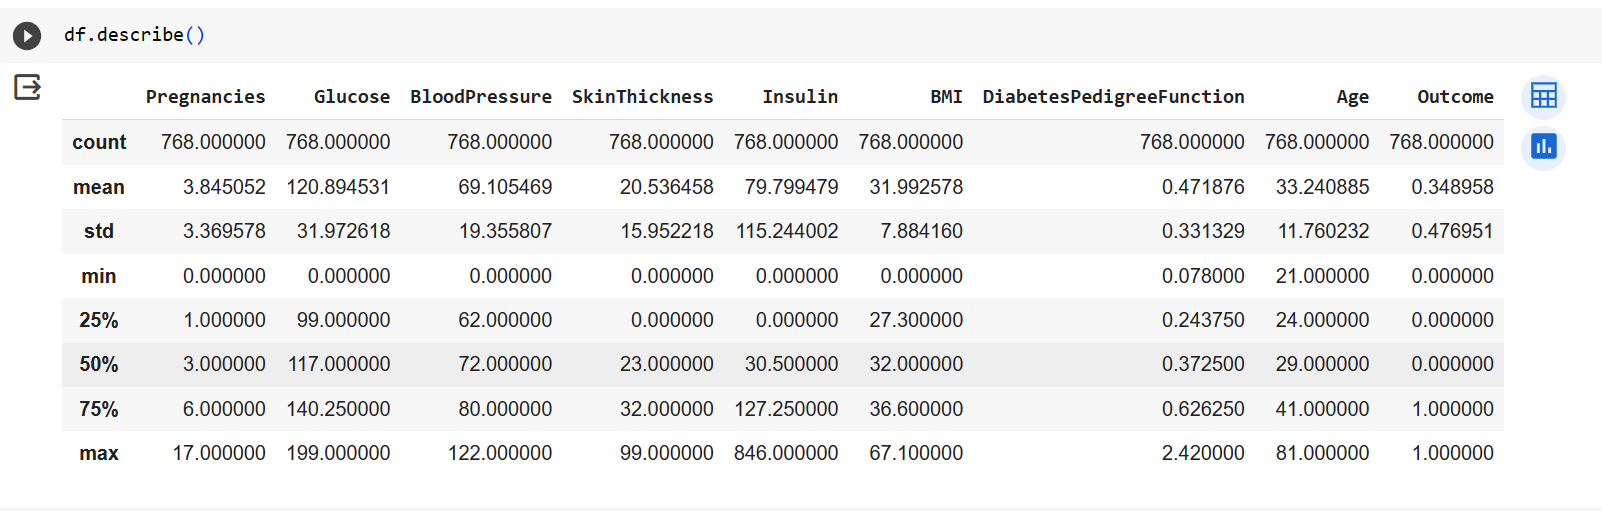 df.describe()
Pregnancies Glucose BloodPressure SkinThickness Insulin BMI DiabetesPedigreeFunction Age Outcome
count 768.000000 768.000000 768.000000 768.000000 768.000000 768.000000 768.000000 768.000000 768.000000
mean 3.845052 120.894531 69.105469 20.536458 79.799479 31.992578 0.471876 33.240885 0.348958
std 3.369578 31.972618 19.355807 15.952218 115.244002 7.884160 0.331329 11.760232 0.476951
min 0.000000 0.000000 0.000000 0.000000 0.000000 0.000000 0.078000 21.000000 0.000000
25% 1.000000 99.000000 62.000000 0.000000 0.000000 27.300000 0.243750 24.000000 0.000000
50% 3.000000 117.000000 72.000000 23.000000 30.500000 32.000000 0.372500 29.000000 0.000000
75% 6.000000 140.250000 80.000000 32.000000 127.250000 36.600000 0.626250 41.000000 1.000000
max 17.000000 199.000000 122.000000 99.000000 846.000000 67.100000 2.420000 81.000000 1.000000